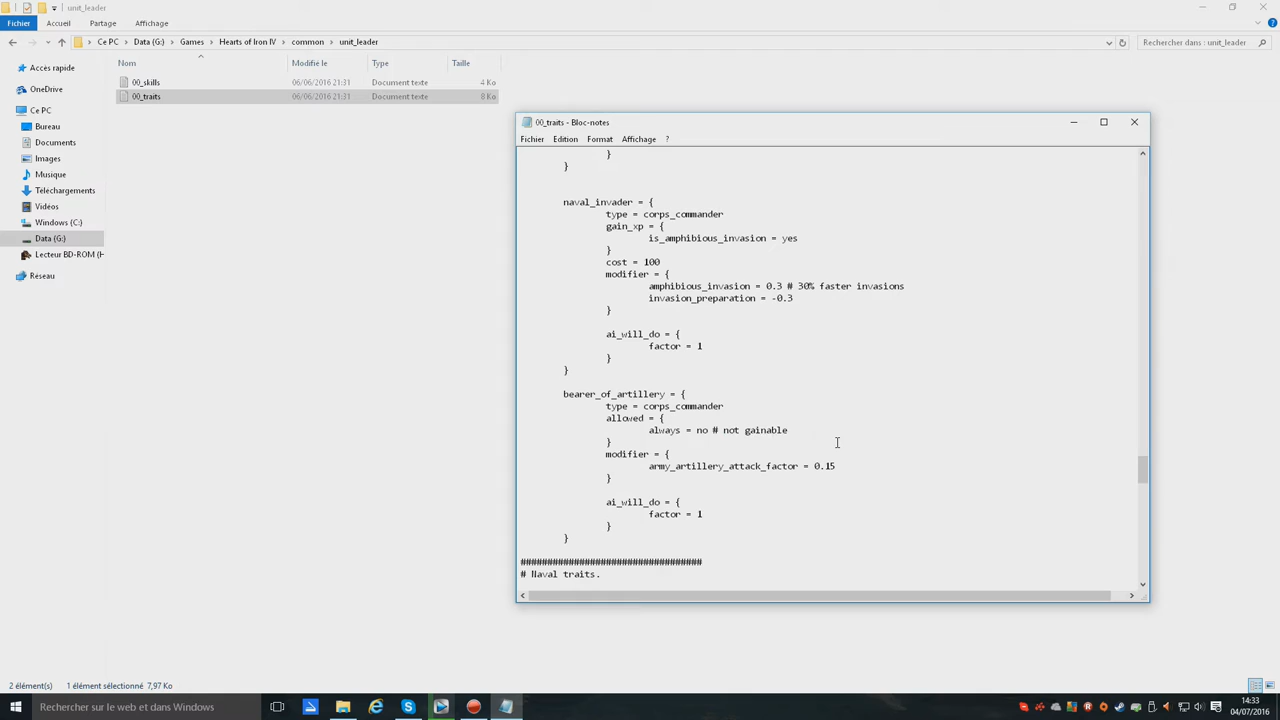 unit_leader
Fichier Accueil Partage Affichage
Ce PC Data (G:) Games Hearts of Iron IV common unit_leader
Rechercher dans : unit_leader
Nom Modifié le Type Taille
Accès rapide
OneDrive
Ce PC
Bureau
Documents
Images
Musique
Téléchargements
Vidéos
Windows (C:)
Data (G:)
Lecteur BD-ROM (H
Réseau
00_skills 06/06/2016 21:31 Document texte 4 Ko
00_traits 06/06/2016 21:31 Document texte 8 Ko
00_traits - Bloc-notes
Fichier Edition Format Affichage ?
}
}
naval_invader = {
type = corps_commander
gain_xp = {
is_amphibious_invasion = yes
}
cost = 100
modifier = {
amphibious_invasion = 0.3 # 30% faster invasions
invasion_preparation = -0.3
}
ai_will_do = {
factor = 1
}
}
bearer_of_artillery = {
type = corps_commander
allowed = {
always = no # not gainable
}
modifier = {
army_artillery_attack_factor = 0.15
}
ai_will_do = {
factor = 1
}
}
##################################
# Naval traits.
2 élément(s) 1 élément sélectionné 7,97 Ko
Rechercher sur le web et dans Windows
14:33
04/07/2016